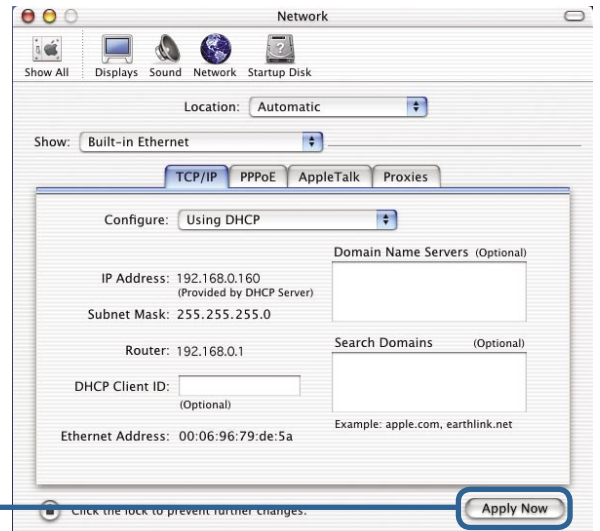 Network
Show All Displays Sound Network Startup Disk
Location: Automatic
Show: Built-in Ethernet
TCP/IP PPPoE AppleTalk Proxies
Configure: Using DHCP
Domain Name Servers (Optional)
IP Address: 192.168.0.160
(Provided by DHCP Server)
Subnet Mask: 255.255.255.0
Router: 192.168.0.1
Search Domains (Optional)
DHCP Client ID:
(Optional)
Example: apple.com, earthlink.net
Ethernet Address: 00:06:96:79:de:5a
Click the lock to prevent further changes.
Apply Now